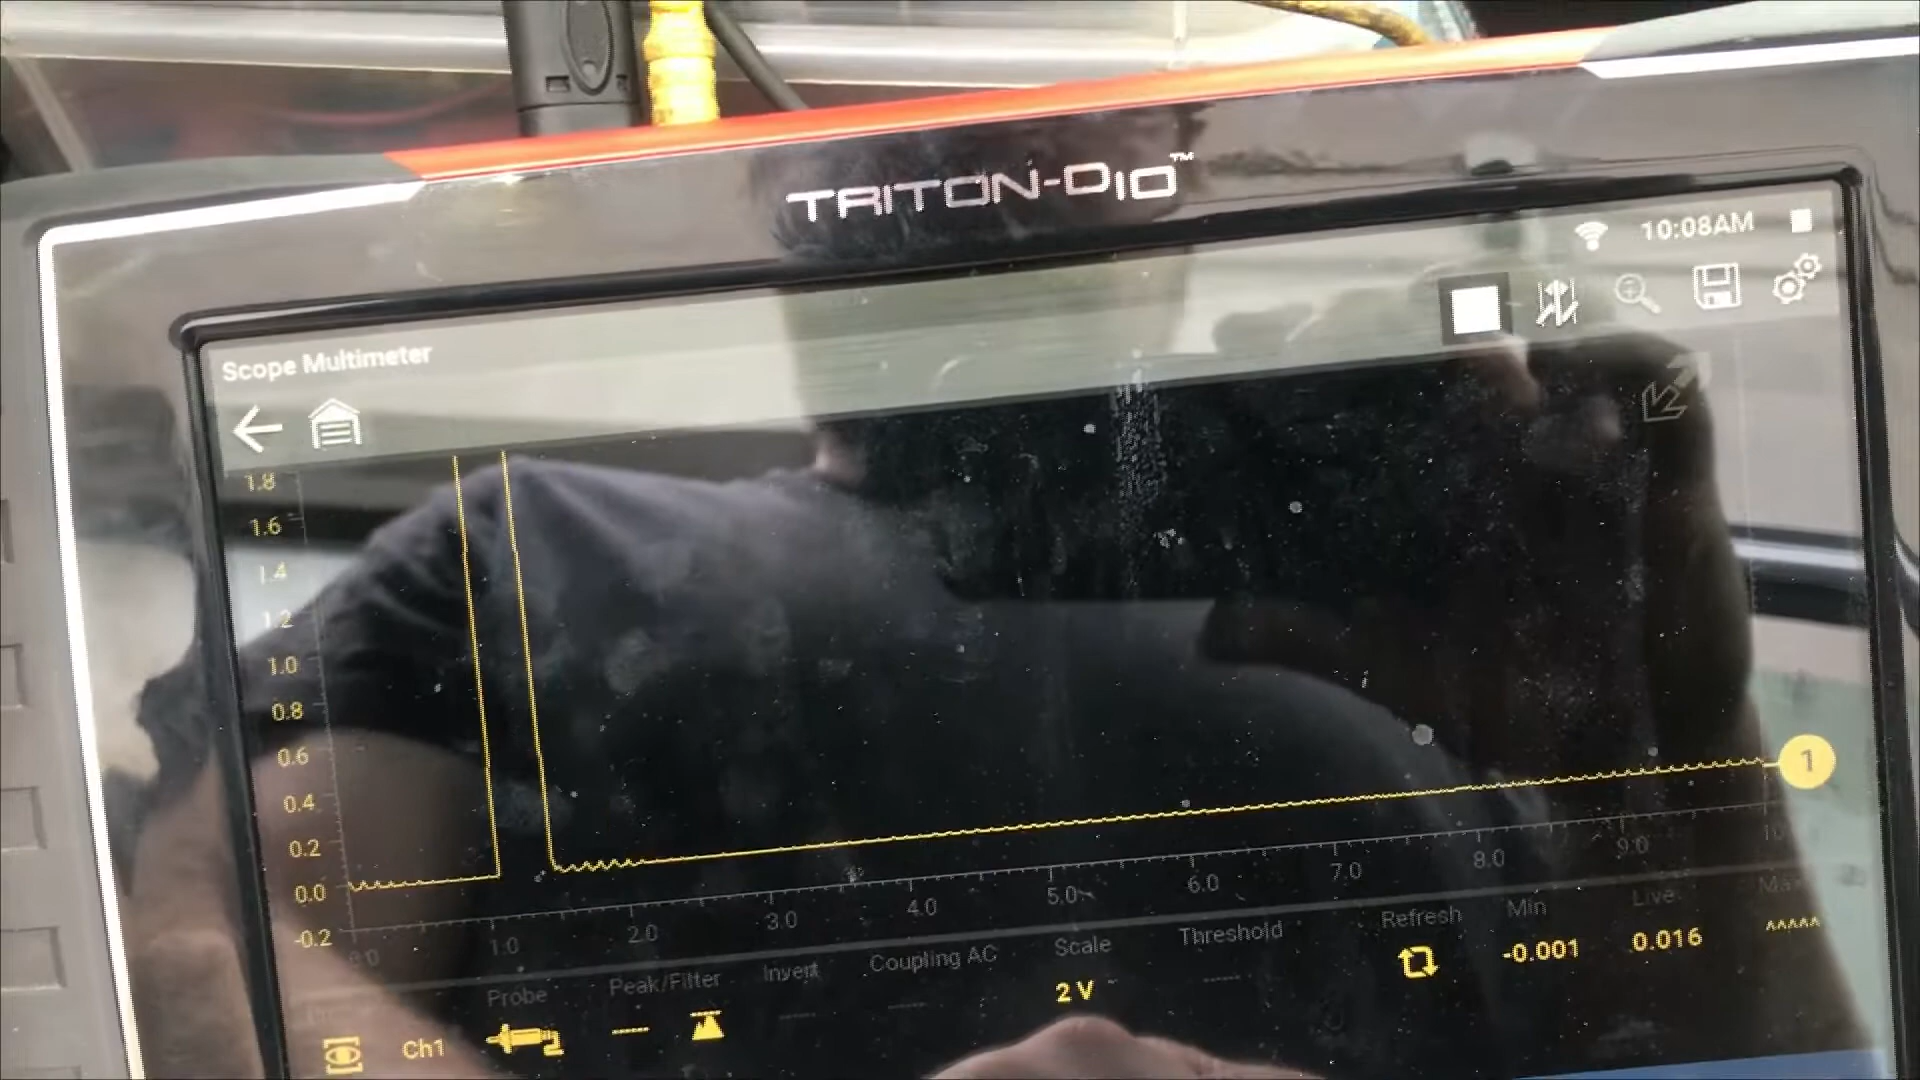 TRITON-D10™
10:08AM
Scope Multimeter
1.8
1.6
1.4
1.2
1.0
0.8
0.6
0.4
0.2
0.0
-0.2
1.0 2.0 3.0 4.0 5.0 6.0 7.0 8.0 9.0
1
Probe Peak/Filter Invert Coupling AC Scale Threshold Refresh Min Live
Ch1 2 V -0.001 0.016